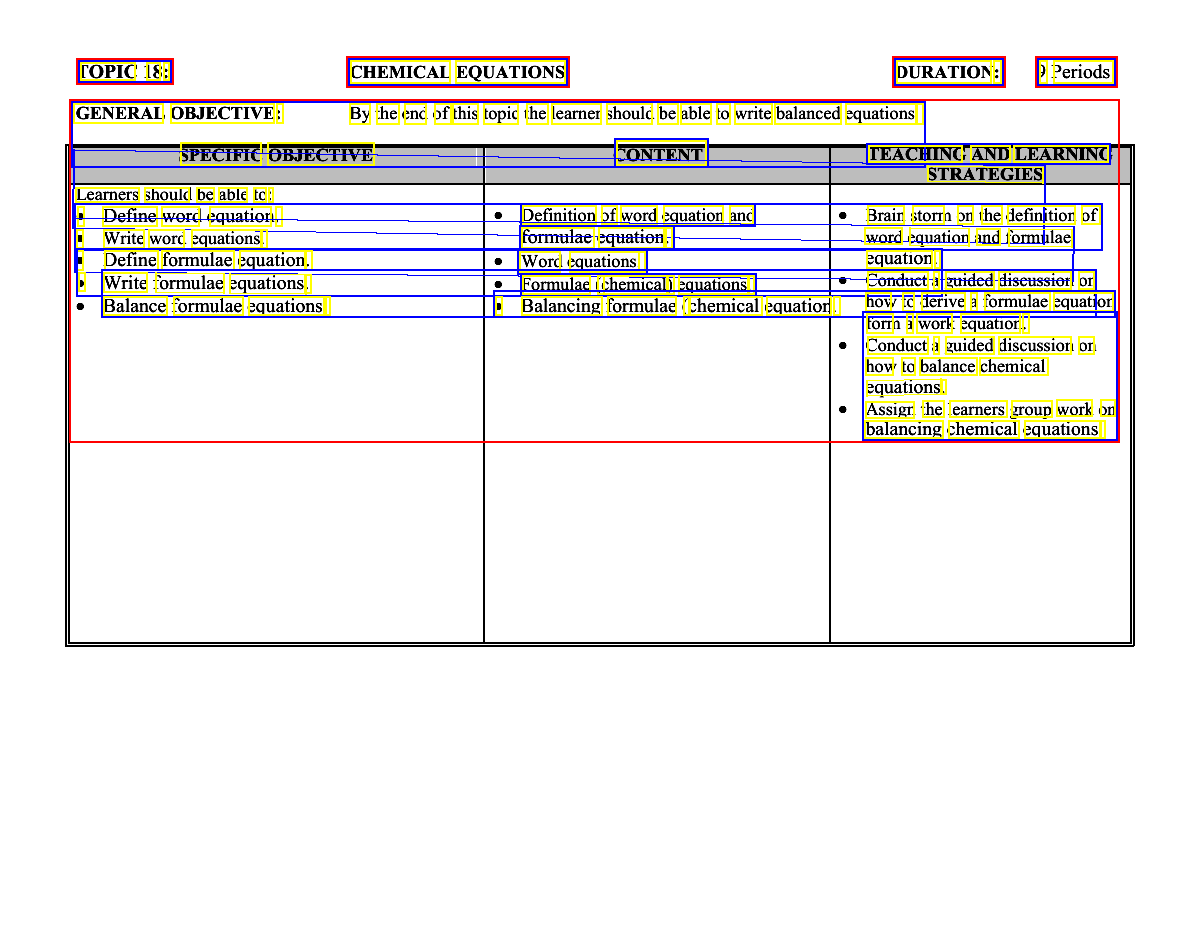 TOPIC 18: CHEMICAL EQUATIONS DURATION: 9 Periods
GENERAL OBJECTIVE: By the end of this topic the learner should be able to write balanced equations
SPECIFIC OBJECTIVE
Learners should be able to:
• Define word equation.
• Write word equations.
• Define formulae equation.
• Write formulae equations.
• Balance formulae equations
CONTENT
• Definition of word equation and
formulae equation
• Word equations
• Formulae (chemical) equations
• Balancing formulae (chemical equation.
TEACHING AND LEARNING
STRATEGIES
• Brain storm on the definition of
word equation and formulae
equation.
• Conduct a guided discussion on
how to derive a formulae equation
form a work equation.
• Conduct a guided discussion on
how to balance chemical
equations.
• Assign the learners group work on
balancing chemical equations